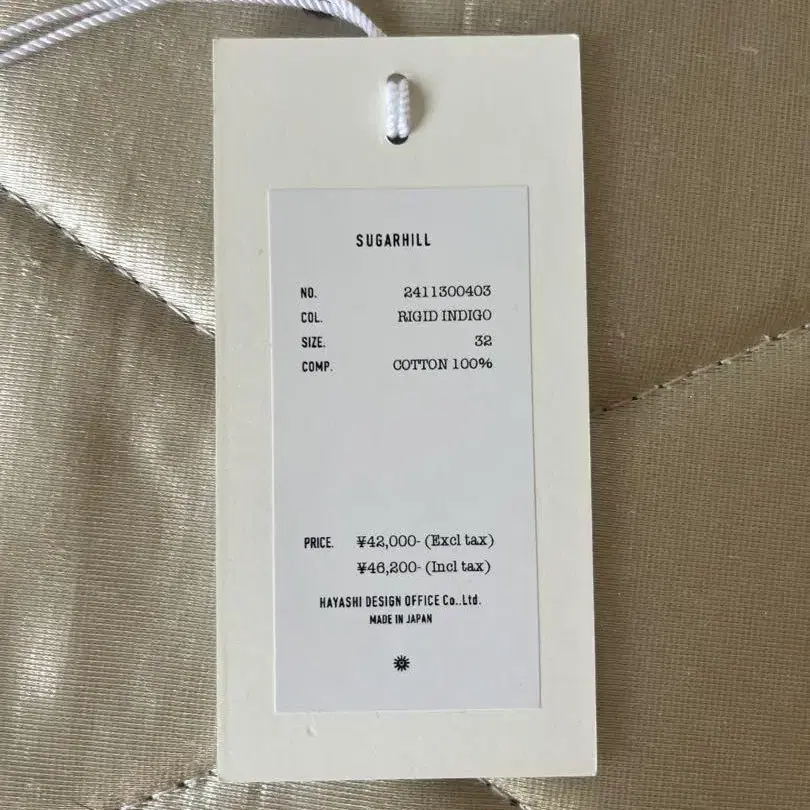 SUGARHILL
NO. 2411300403
COL. RIGID INDIGO
SIZE. 32
COMP. COTTON 100%
PRICE. ¥42,000- (Excl tax)
¥46,200- (Incl tax)
HAYASHI DESIGN OFFICE Co..Ltd.
MADE IN JAPAN